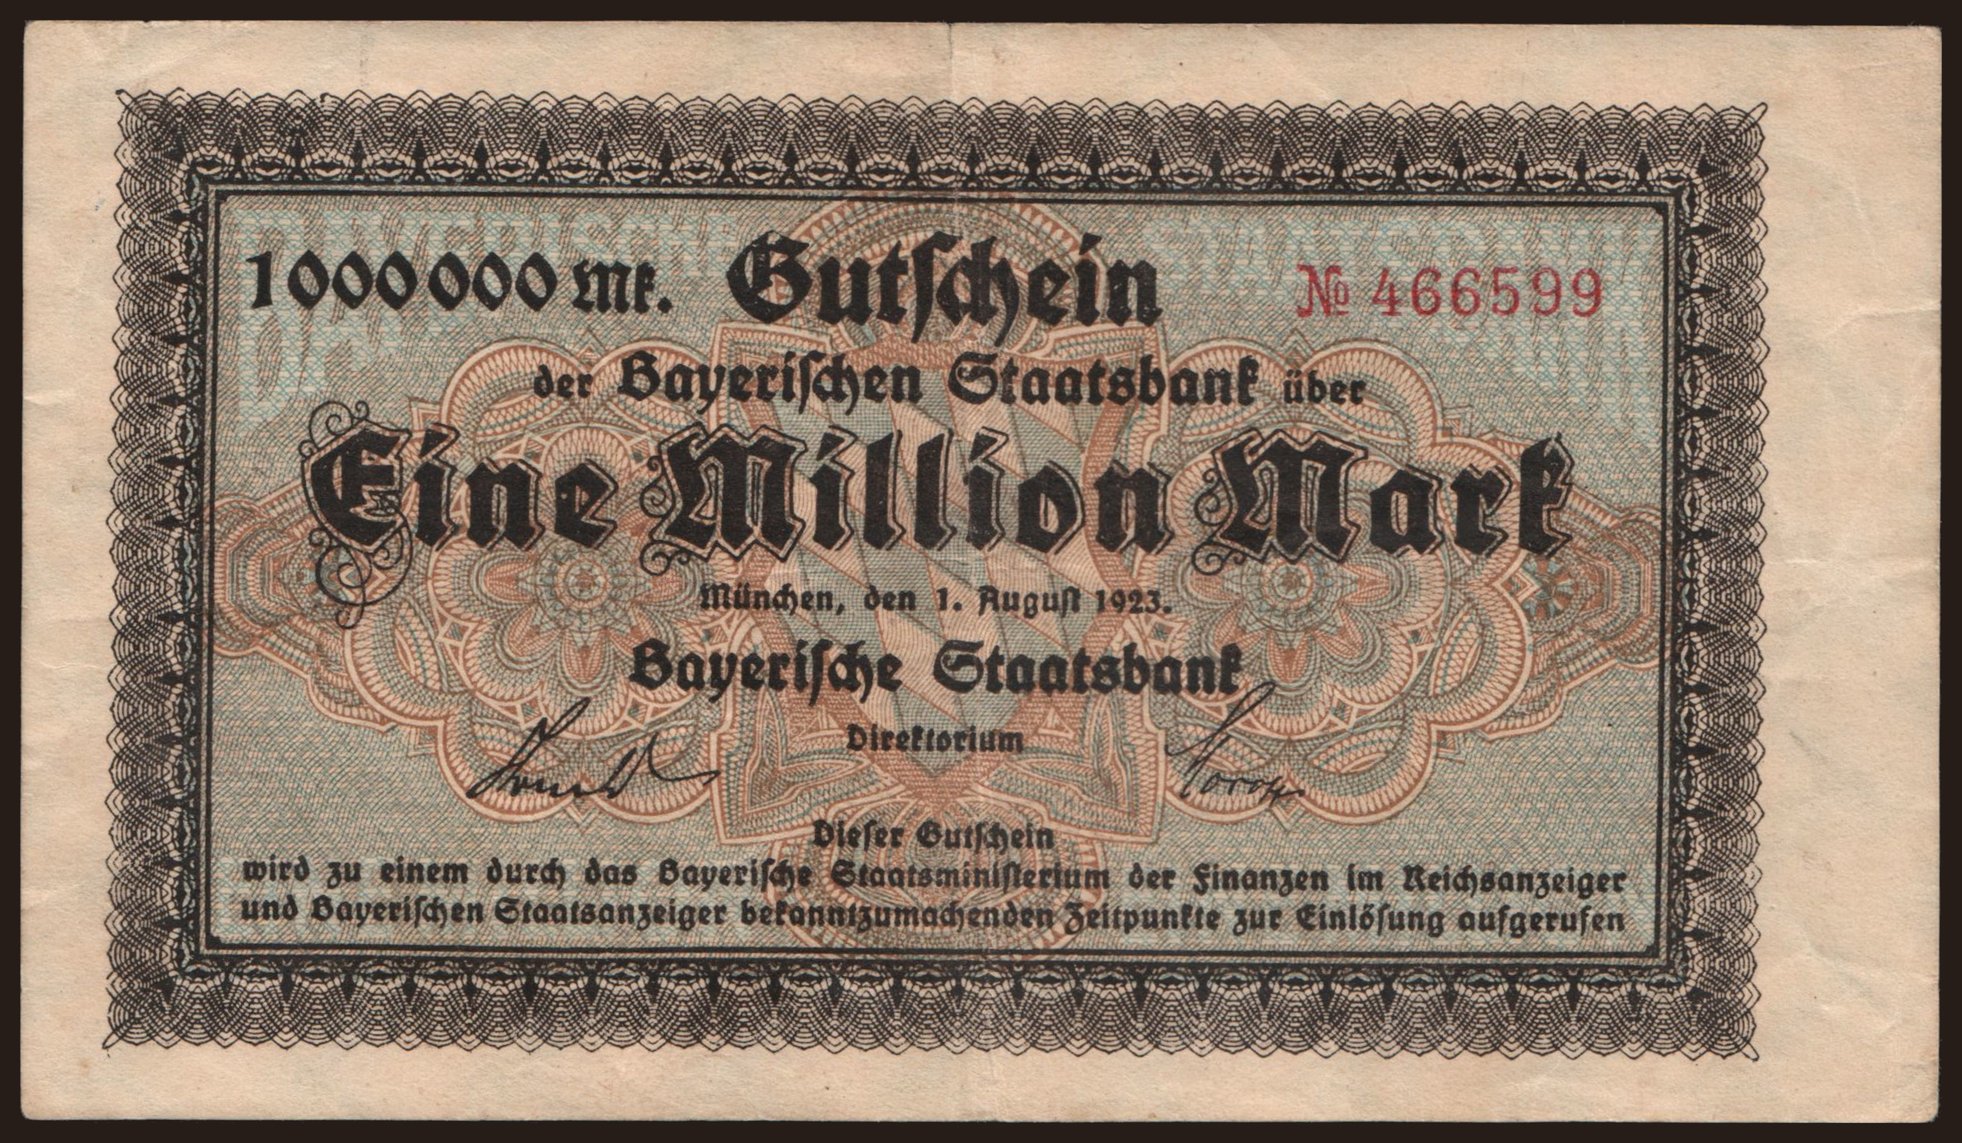 1000000 Mk. Gutschein № 466599
der Bayerischen Staatsbank über
Eine Million Mark
München, den 1. August 1923.
Bayerische Staatsbank
Direktorium
Dieser Gutschein
wird zu einem durch das Bayerische Staatsministerium der Finanzen im Reichsanzeiger
und Bayerischen Staatsanzeiger bekanntzumachenden Zeitpunkte zur Einlösung aufgerufen